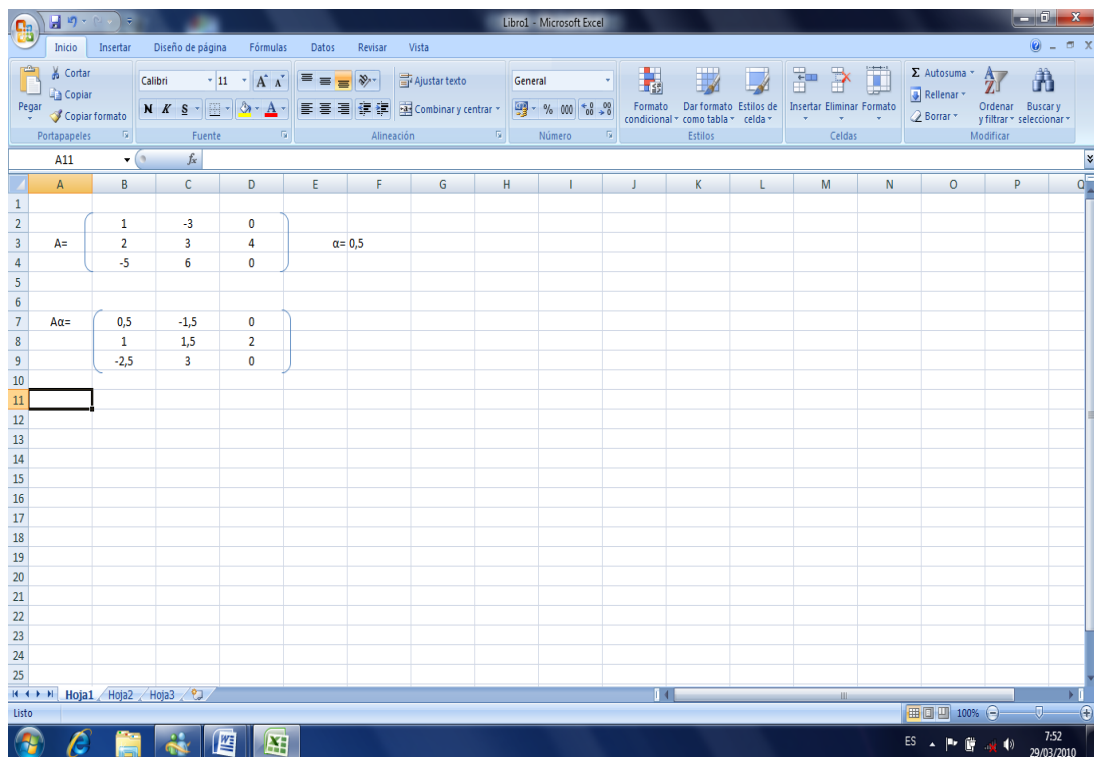 Libro1 - Microsoft Excel
Inicio Insertar Diseño de página Fórmulas Datos Revisar Vista
Pegar
Cortar
Copiar
Copiar formato
Portapapeles
Calibri 11
N K S
Fuente
Ajustar texto
Combinar y centrar
Alineación
General
% 000
Número
Formato condicional
Dar formato como tabla
Estilos de celda
Estilos
Insertar Eliminar Formato
Celdas
Σ Autosuma
Rellenar
Borrar
Ordenar y filtrar
Buscar y seleccionar
Modificar
A11 fx
A B C D E F G H I J K L M N O P Q
1
2 1 -3 0
3 A= 2 3 4 α= 0,5
4 -5 6 0
5
6
7 Aα= 0,5 -1,5 0
8 1 1,5 2
9 -2,5 3 0
10
11
12
13
14
15
16
17
18
19
20
21
22
23
24
25
Hoja1 Hoja2 Hoja3
Listo 100%
ES 7:52
29/03/2010